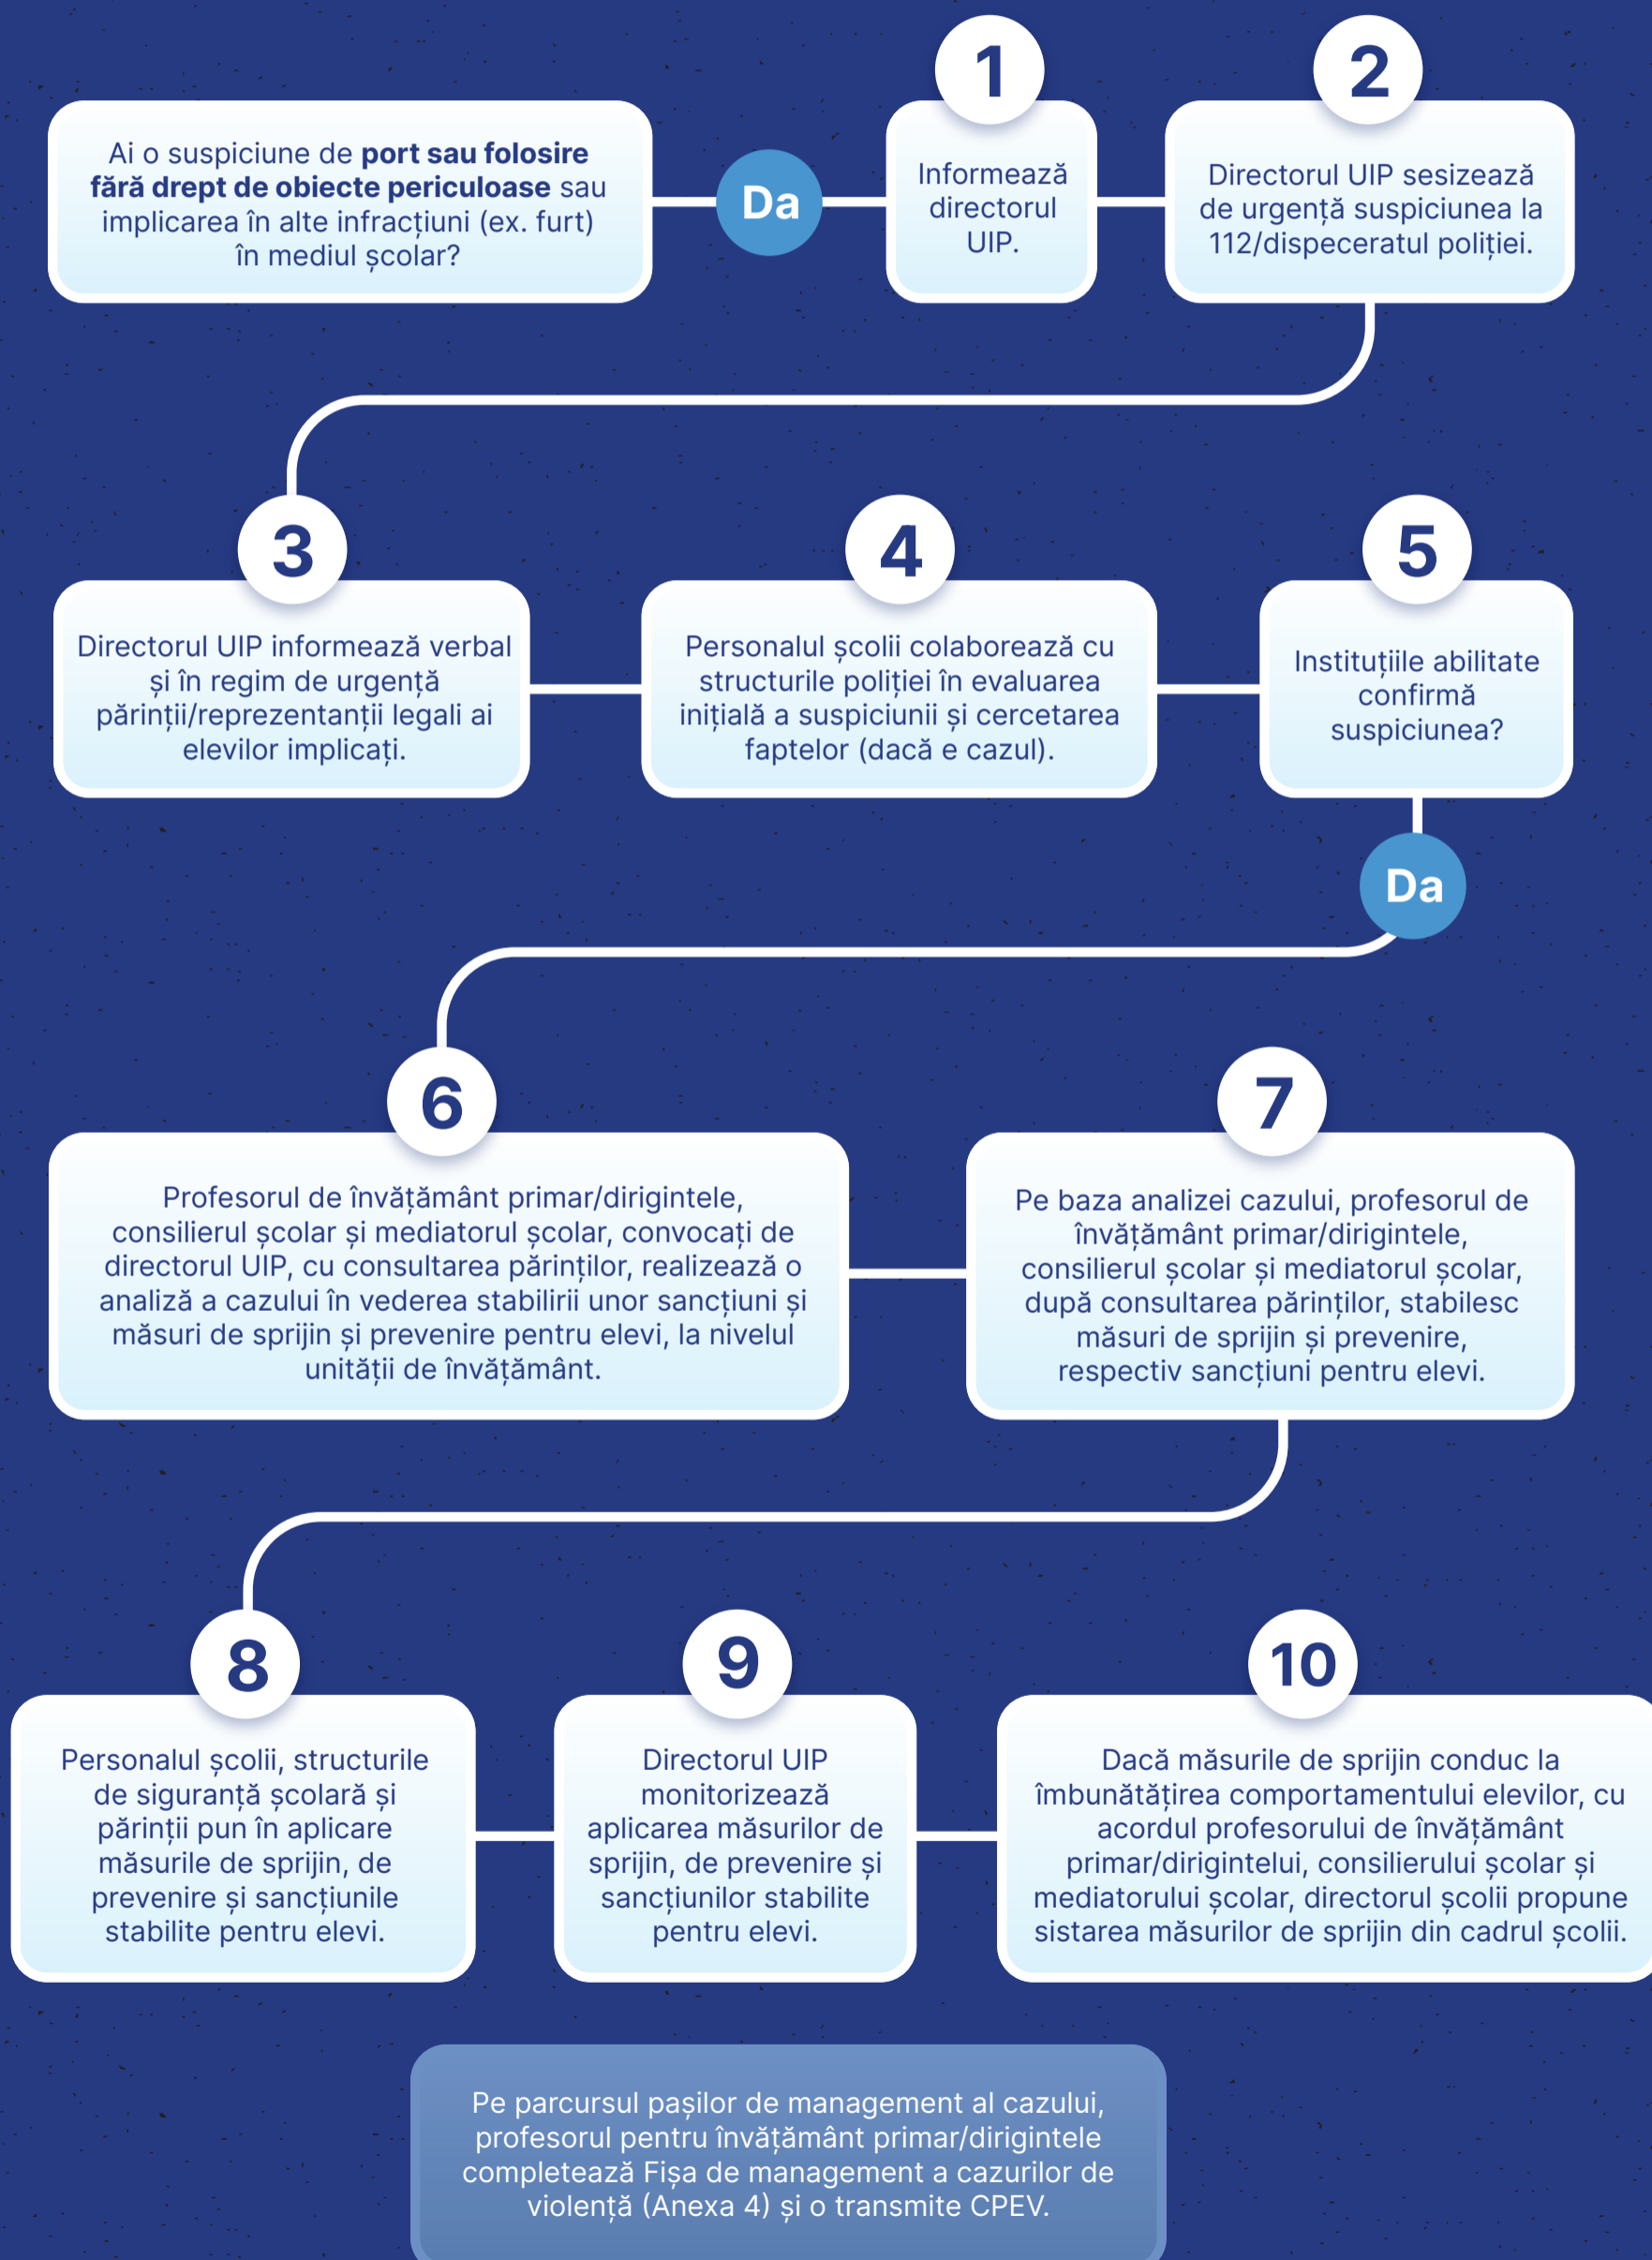 Ai o suspiciune de port sau folosire
fără drept de obiecte periculoase sau
implicarea în alte infracțiuni (ex. furt)
în mediul școlar?
Da
1
Informează
directorul
UIP.
2
Directorul UIP sesizează
de urgență suspiciunea la
112/dispeceratul poliției.
3
Directorul UIP informează verbal
și în regim de urgență
părinții/reprezentanții legali ai
elevilor implicați.
4
Personalul școlii colaborează cu
structurile poliției în evaluarea
inițială a suspiciunii și cercetarea
faptelor (dacă e cazul).
5
Instituțiile abilitate
confirmă
suspiciunea?
Da
6
Profesorul de învățământ primar/dirigintele,
consilierul școlar și mediatorul școlar, convocați de
directorul UIP, cu consultarea părinților, realizează o
analiză a cazului în vederea stabilirii unor sancțiuni și
măsuri de sprijin și prevenire pentru elevi, la nivelul
unității de învățământ.
7
Pe baza analizei cazului, profesorul de
învățământ primar/dirigintele,
consilierul școlar și mediatorul școlar,
după consultarea părinților, stabilesc
măsuri de sprijin și prevenire,
respectiv sancțiuni pentru elevi.
8
Personalul școlii, structurile
de siguranță școlară și
părinții pun în aplicare
măsurile de sprijin, de
prevenire și sancțiunile
stabilite pentru elevi.
9
Directorul UIP
monitorizează
aplicarea măsurilor de
sprijin, de prevenire și
sancțiunilor stabilite
pentru elevi.
10
Dacă măsurile de sprijin conduc la
îmbunătățirea comportamentului elevilor, cu
acordul profesorului de învățământ
primar/dirigintelui, consilierului școlar și
mediatorului școlar, directorul școlii propune
sistarea măsurilor de sprijin din cadrul școlii.
Pe parcursul pașilor de management al cazului,
profesorul pentru învățământ primar/dirigintele
completează Fișa de management a cazurilor de
violență (Anexa 4) și o transmite CPEV.